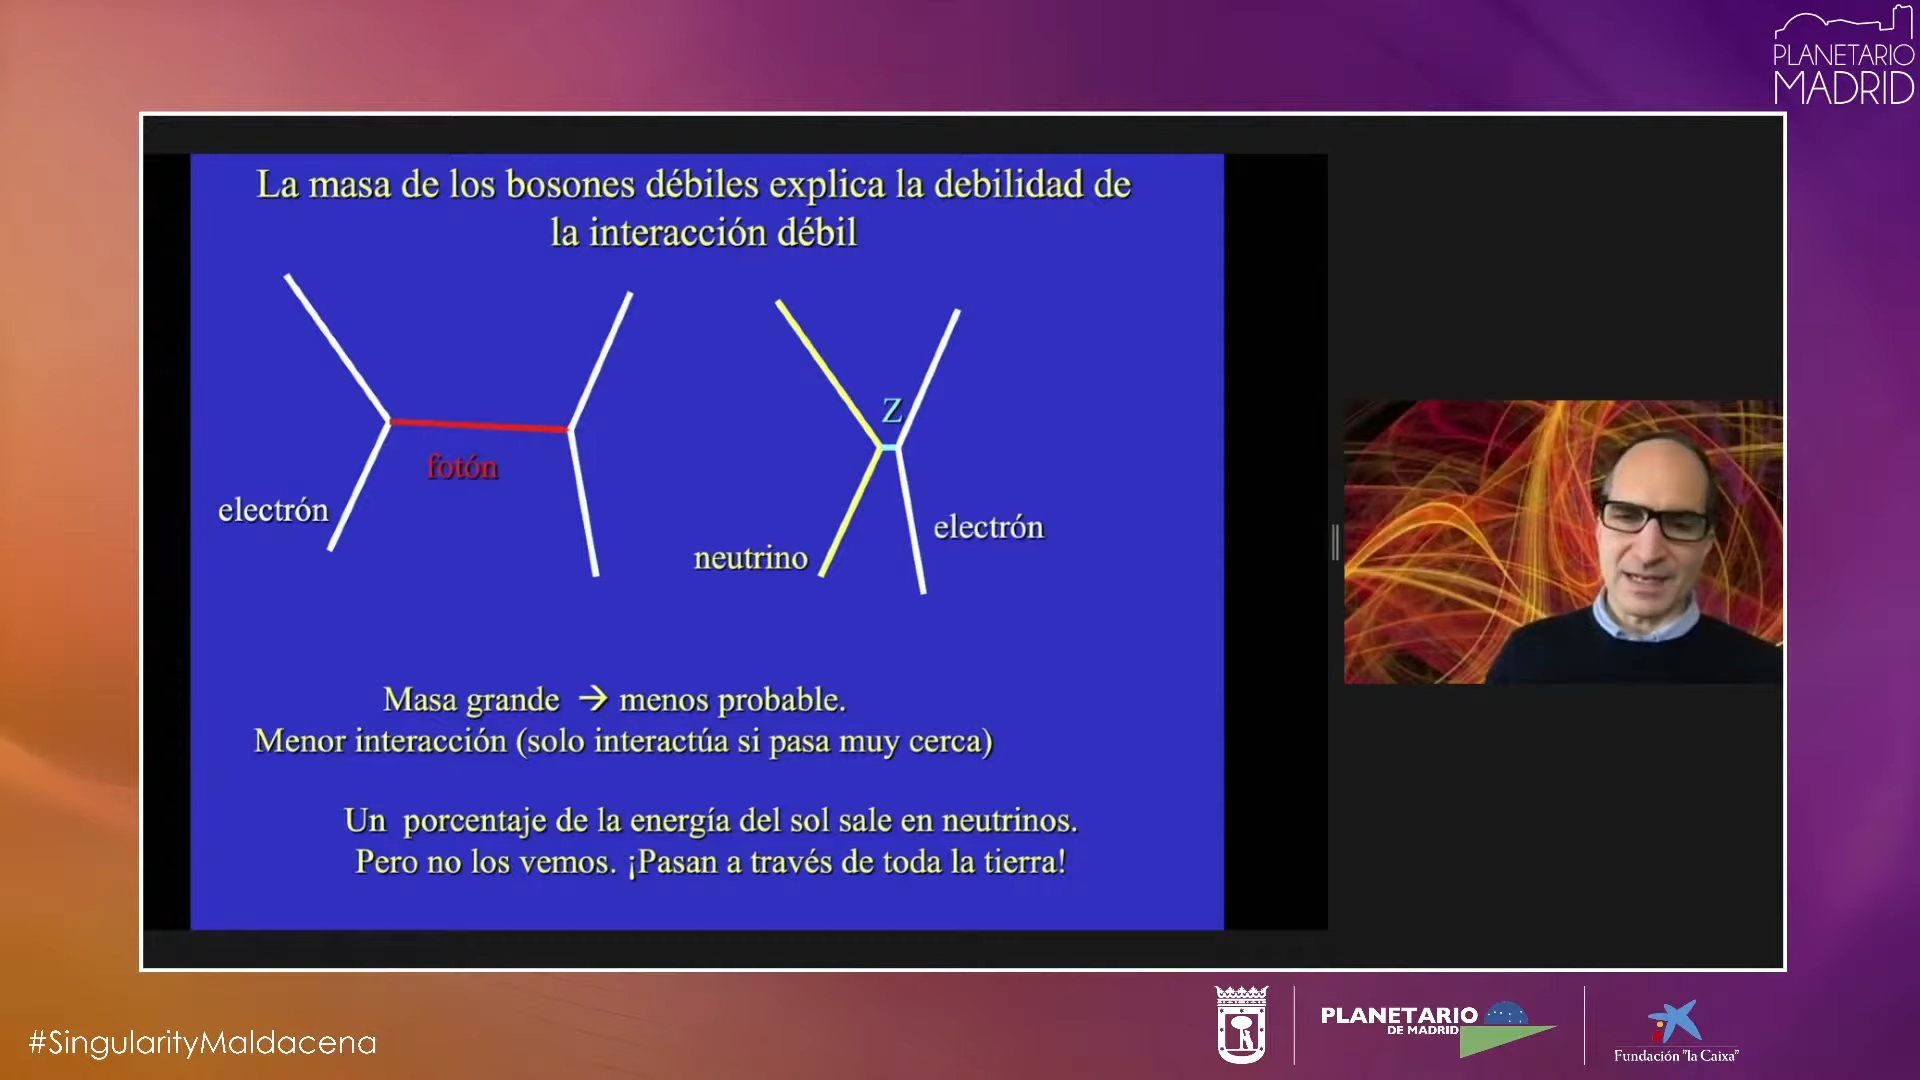 PLANETARIO
MADRID
La masa de los bosones débiles explica la debilidad de
la interacción débil
Z
fotón
electrón
electrón
neutrino
Masa grande → menos probable.
Menor interacción (solo interactúa si pasa muy cerca)
Un porcentaje de la energía del sol sale en neutrinos.
Pero no los vemos. ¡Pasan a través de toda la tierra!
#SingularityMaldacena
PLANETARIO
DE MADRID
Fundación "la Caixa"